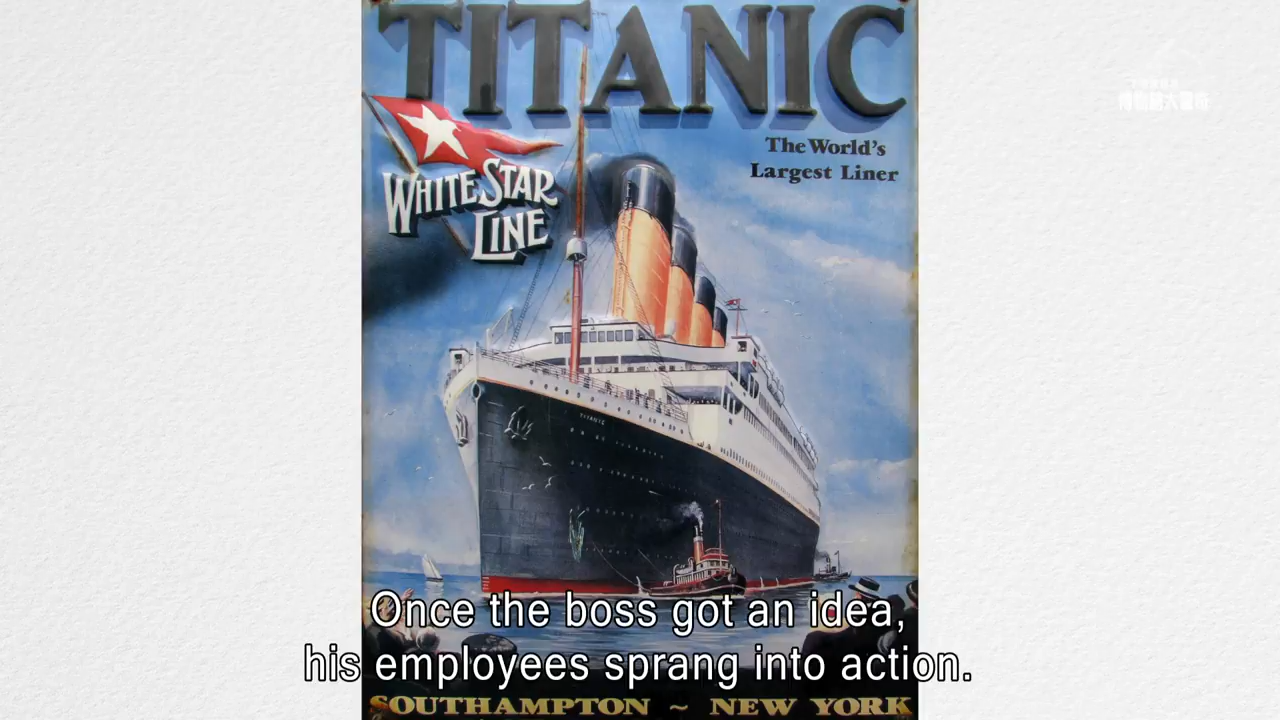 TITANIC
The World's
Largest Liner
WHITE STAR
LINE
TITANIC
Once the boss got an idea,
his employees sprang into action.
SOUTHAMPTON ~ NEW YORK